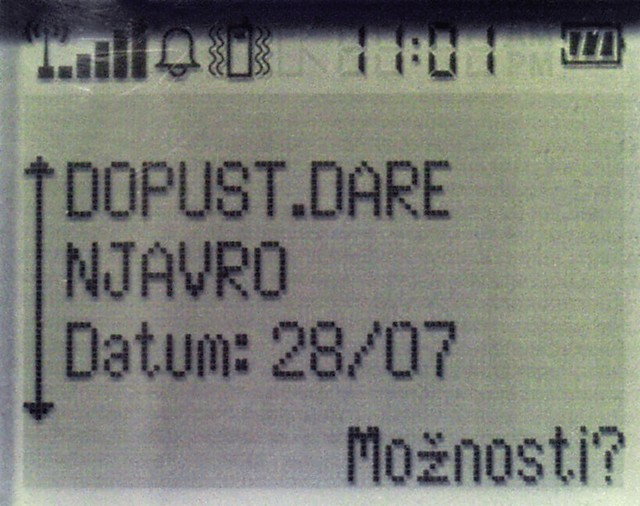 11:01
DOPUST.DARE
NJAVRO
Datum: 28/07
Možnosti?